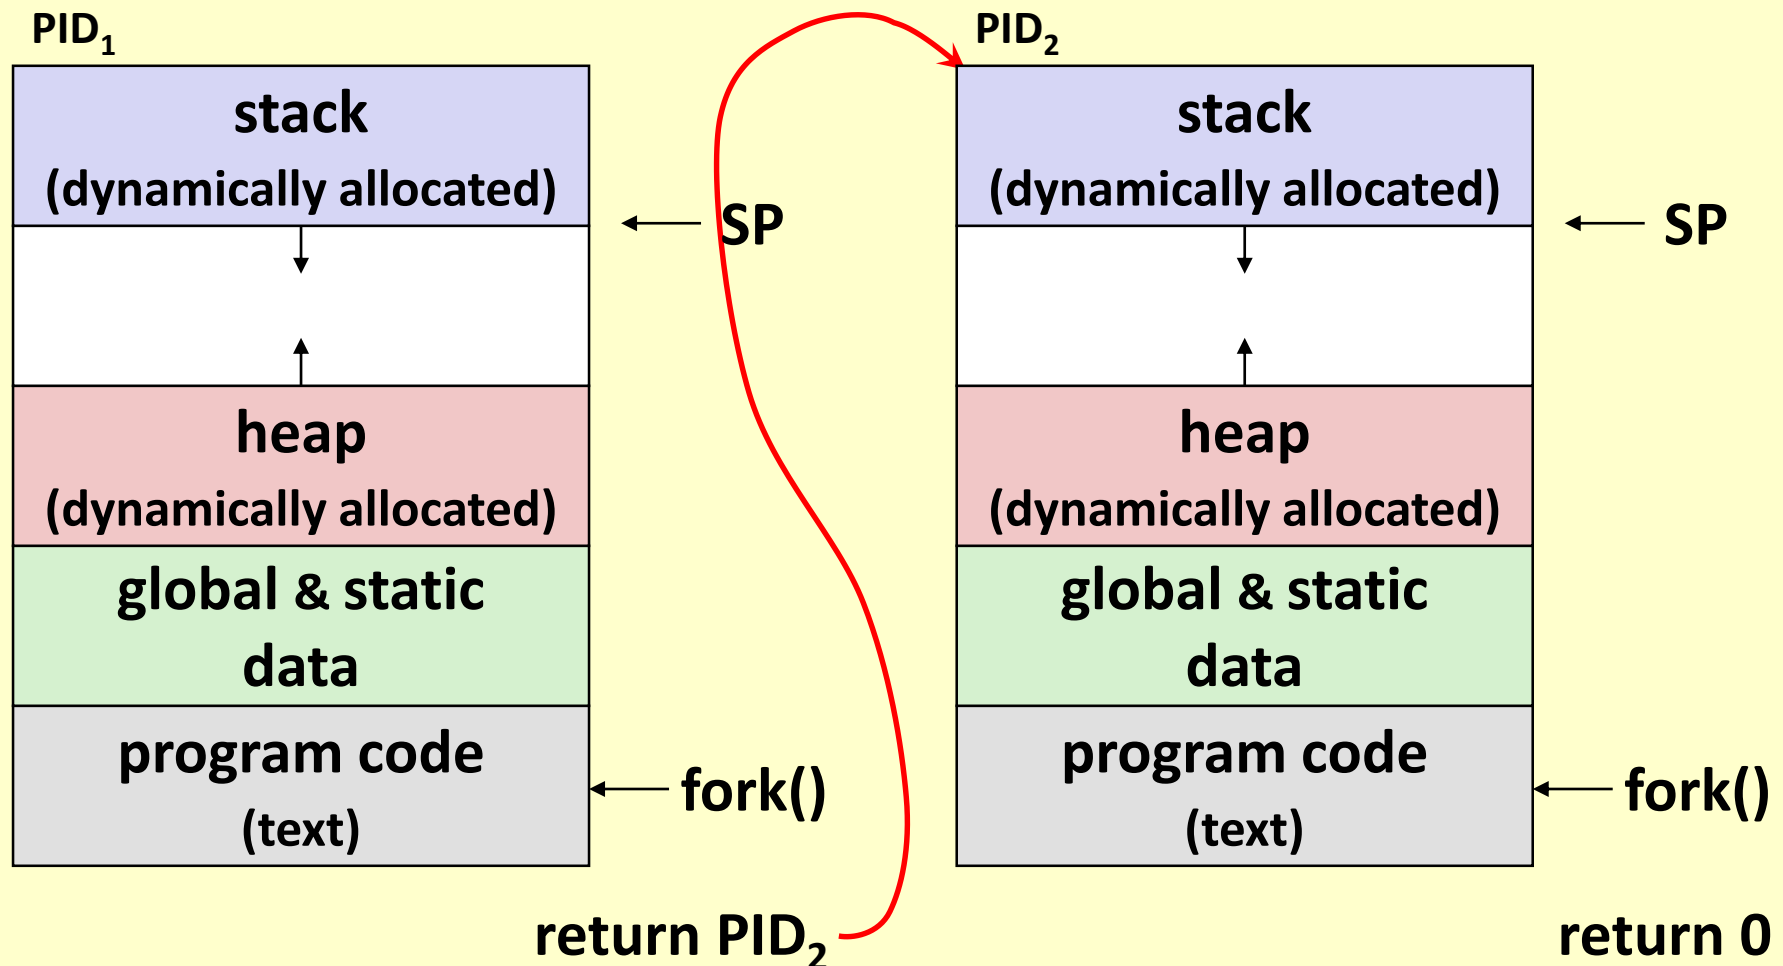 PID₁
stack
(dynamically allocated)
SP
heap
(dynamically allocated)
global & static
data
program code
(text)
fork()
return PID₂
PID₂
stack
(dynamically allocated)
SP
heap
(dynamically allocated)
global & static
data
program code
(text)
fork()
return 0